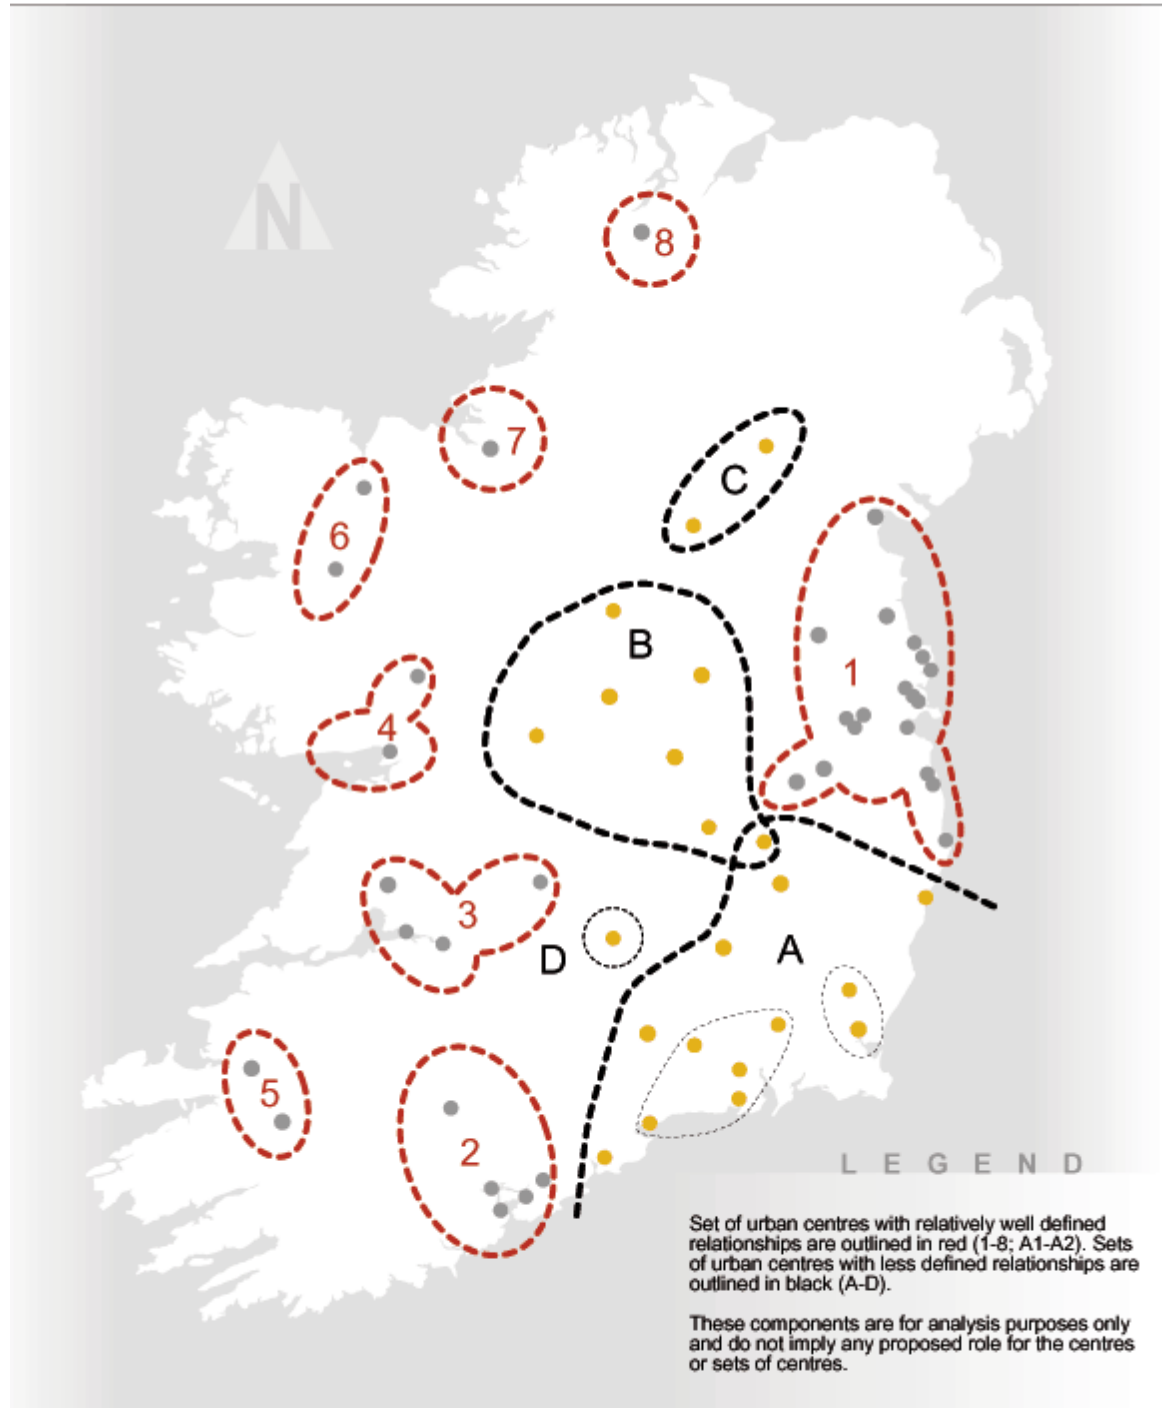 N
8
7
C
6
B
1
4
3
D
A
5
2
L E G E N D
Set of urban centres with relatively well defined
relationships are outlined in red (1-8; A1-A2). Sets
of urban centres with less defined relationships are
outlined in black (A-D).
These components are for analysis purposes only
and do not imply any proposed role for the centres
or sets of centres.